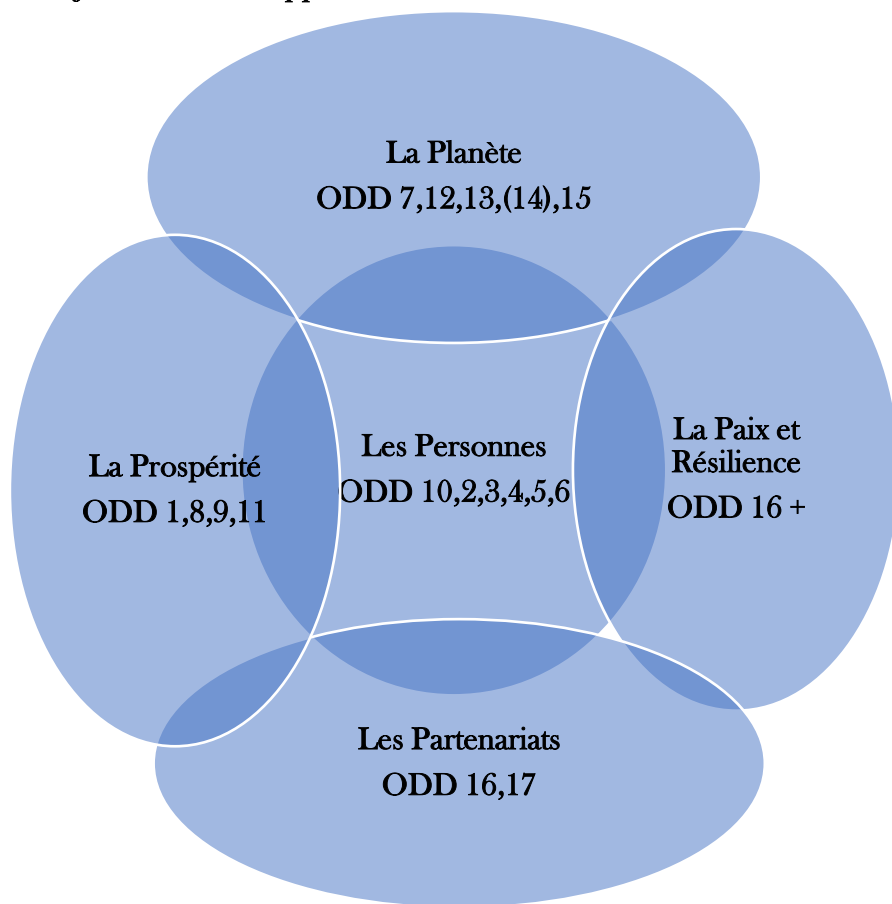 La Planète
ODD 7,12,13,(14),15
La Prospérité
ODD 1,8,9,11
Les Personnes
ODD 10,2,3,4,5,6
La Paix et
Résilience
ODD 16 +
Les Partenariats
ODD 16,17